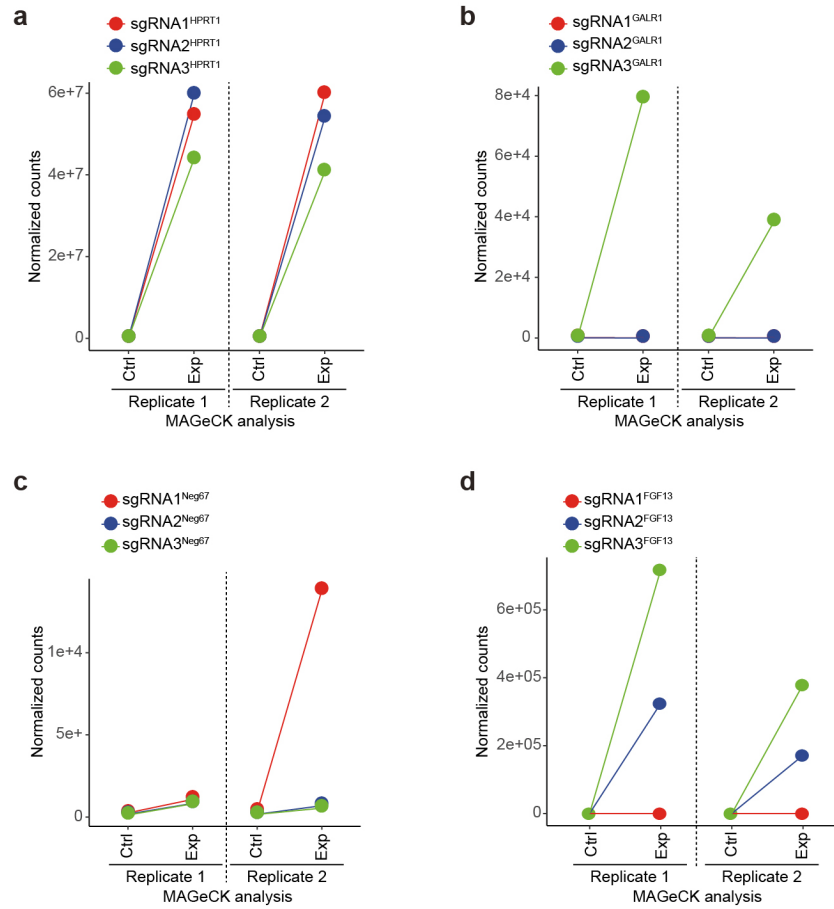 a
sgRNA1HPRT1
sgRNA2HPRT1
sgRNA3HPRT1
6e+7
4e+7
2e+7
0
Normalized counts
Ctrl
Exp
Ctrl
Exp
Replicate 1
Replicate 2
MAGeCK analysis
b
sgRNA1GALR1
sgRNA2GALR1
sgRNA3GALR1
8e+4
6e+4
4e+4
2e+4
0
Normalized counts
Ctrl
Exp
Ctrl
Exp
Replicate 1
Replicate 2
MAGeCK analysis
c
sgRNA1Neg67
sgRNA2Neg67
sgRNA3Neg67
1e+4
5e+
0
Normalized counts
Ctrl
Exp
Ctrl
Exp
Replicate 1
Replicate 2
MAGeCK analysis
d
sgRNA1FGF13
sgRNA2FGF13
sgRNA3FGF13
6e+05
4e+05
2e+05
0
Normalized counts
Ctrl
Exp
Ctrl
Exp
Replicate 1
Replicate 2
MAGeCK analysis